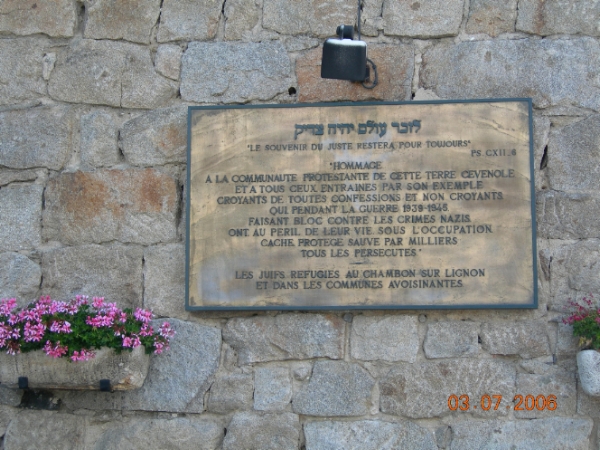 לזכר עולם יהיה צדיק
"LE SOUVENIR DU JUSTE RESTERA POUR TOUJOURS"
PS. CXII. 6
"HOMMAGE
A LA COMMUNAUTE PROTESTANTE DE CETTE TERRE CEVENOLE
ET A TOUS CEUX ENTRAINES PAR SON EXEMPLE
CROYANTS DE TOUTES CONFESSIONS ET NON CROYANTS
QUI PENDANT LA GUERRE 1939-1945
FAISANT BLOC CONTRE LES CRIMES NAZIS
ONT AU PERIL DE LEUR VIE SOUS L'OCCUPATION
CACHE PROTEGE SAUVE PAR MILLIERS
TOUS LES PERSECUTES"
LES JUIFS REFUGIES AU CHAMBON SUR LIGNON
ET DANS LES COMMUNES AVOISINANTES
03.07.2006